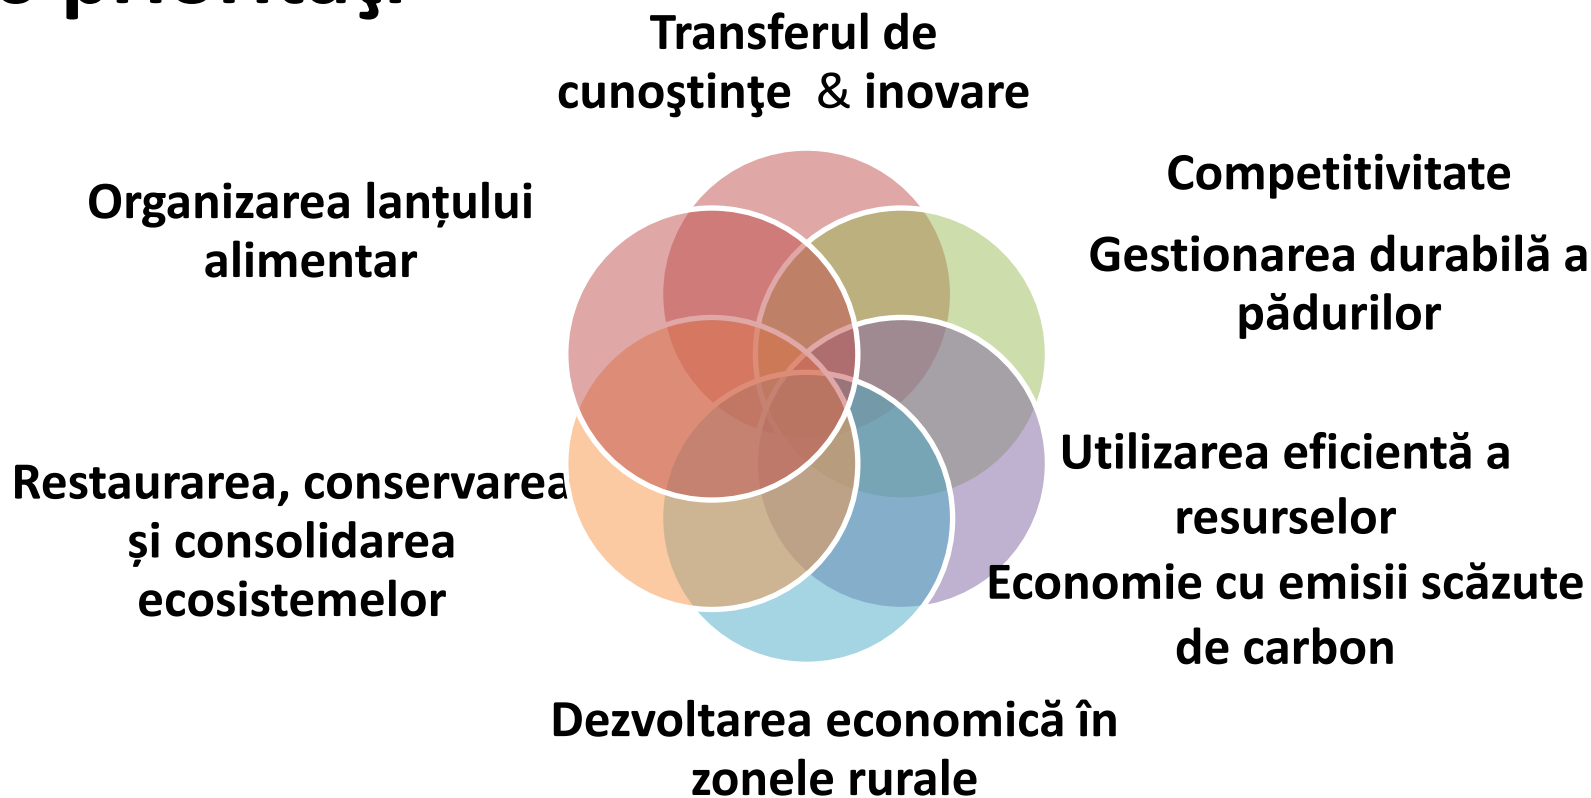 Transferul de
cunoştinţe & inovare
Competitivitate
Gestionarea durabilă a
pădurilor
Utilizarea eficientă a
resurselor
Economie cu emisii scăzute
de carbon
Dezvoltarea economică în
zonele rurale
Restaurarea, conservarea
și consolidarea
ecosistemelor
Organizarea lanțului
alimentar